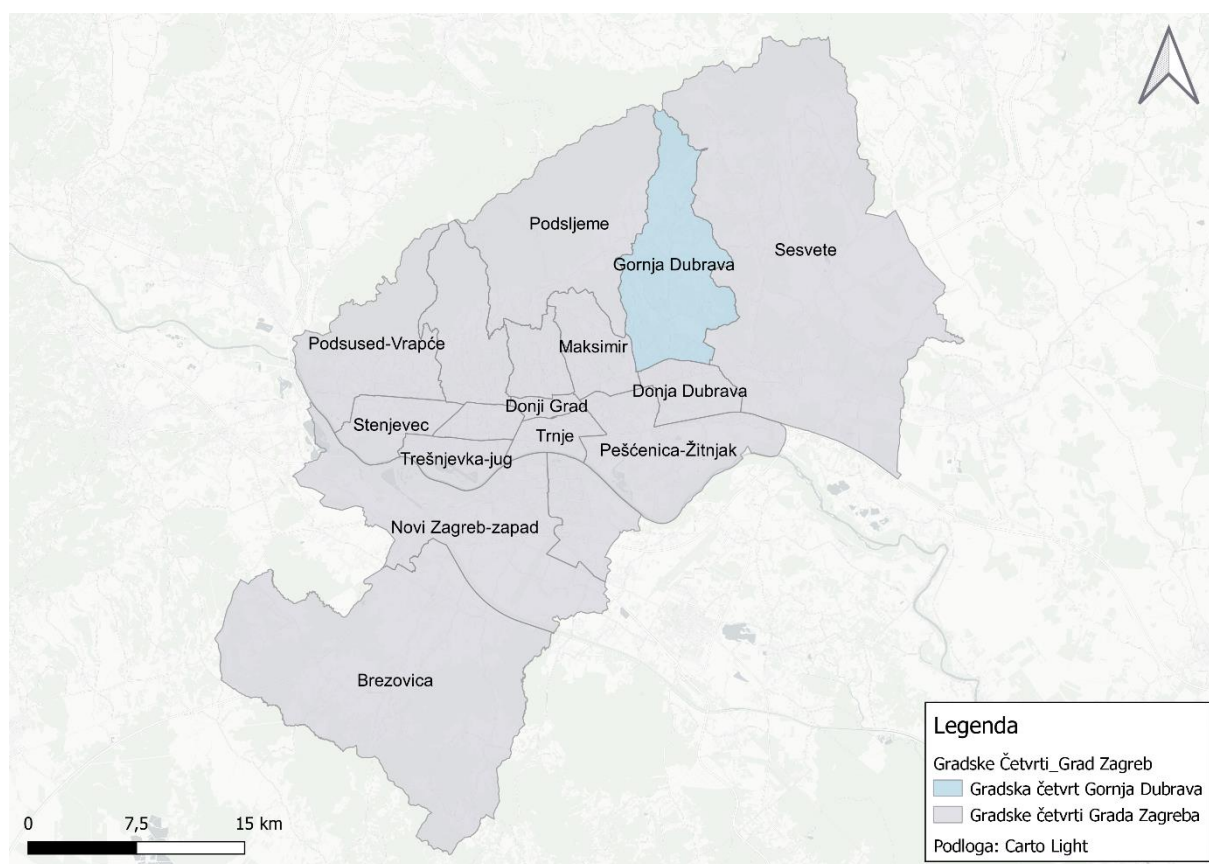 Podsljeme
Sesvete
Gornja Dubrava
Podsused-Vrapče
Maksimir
Donja Dubrava
Donji Grad
Stenjevec
Trnje
Pešćenica-Žitnjak
Trešnjevka-jug
Novi Zagreb-zapad
Brezovica
Legenda
Gradske Četvrti_Grad Zagreb
Gradska četvrt Gornja Dubrava
Gradske četvrti Grada Zagreba
Podloga: Carto Light
0 7,5 15 km